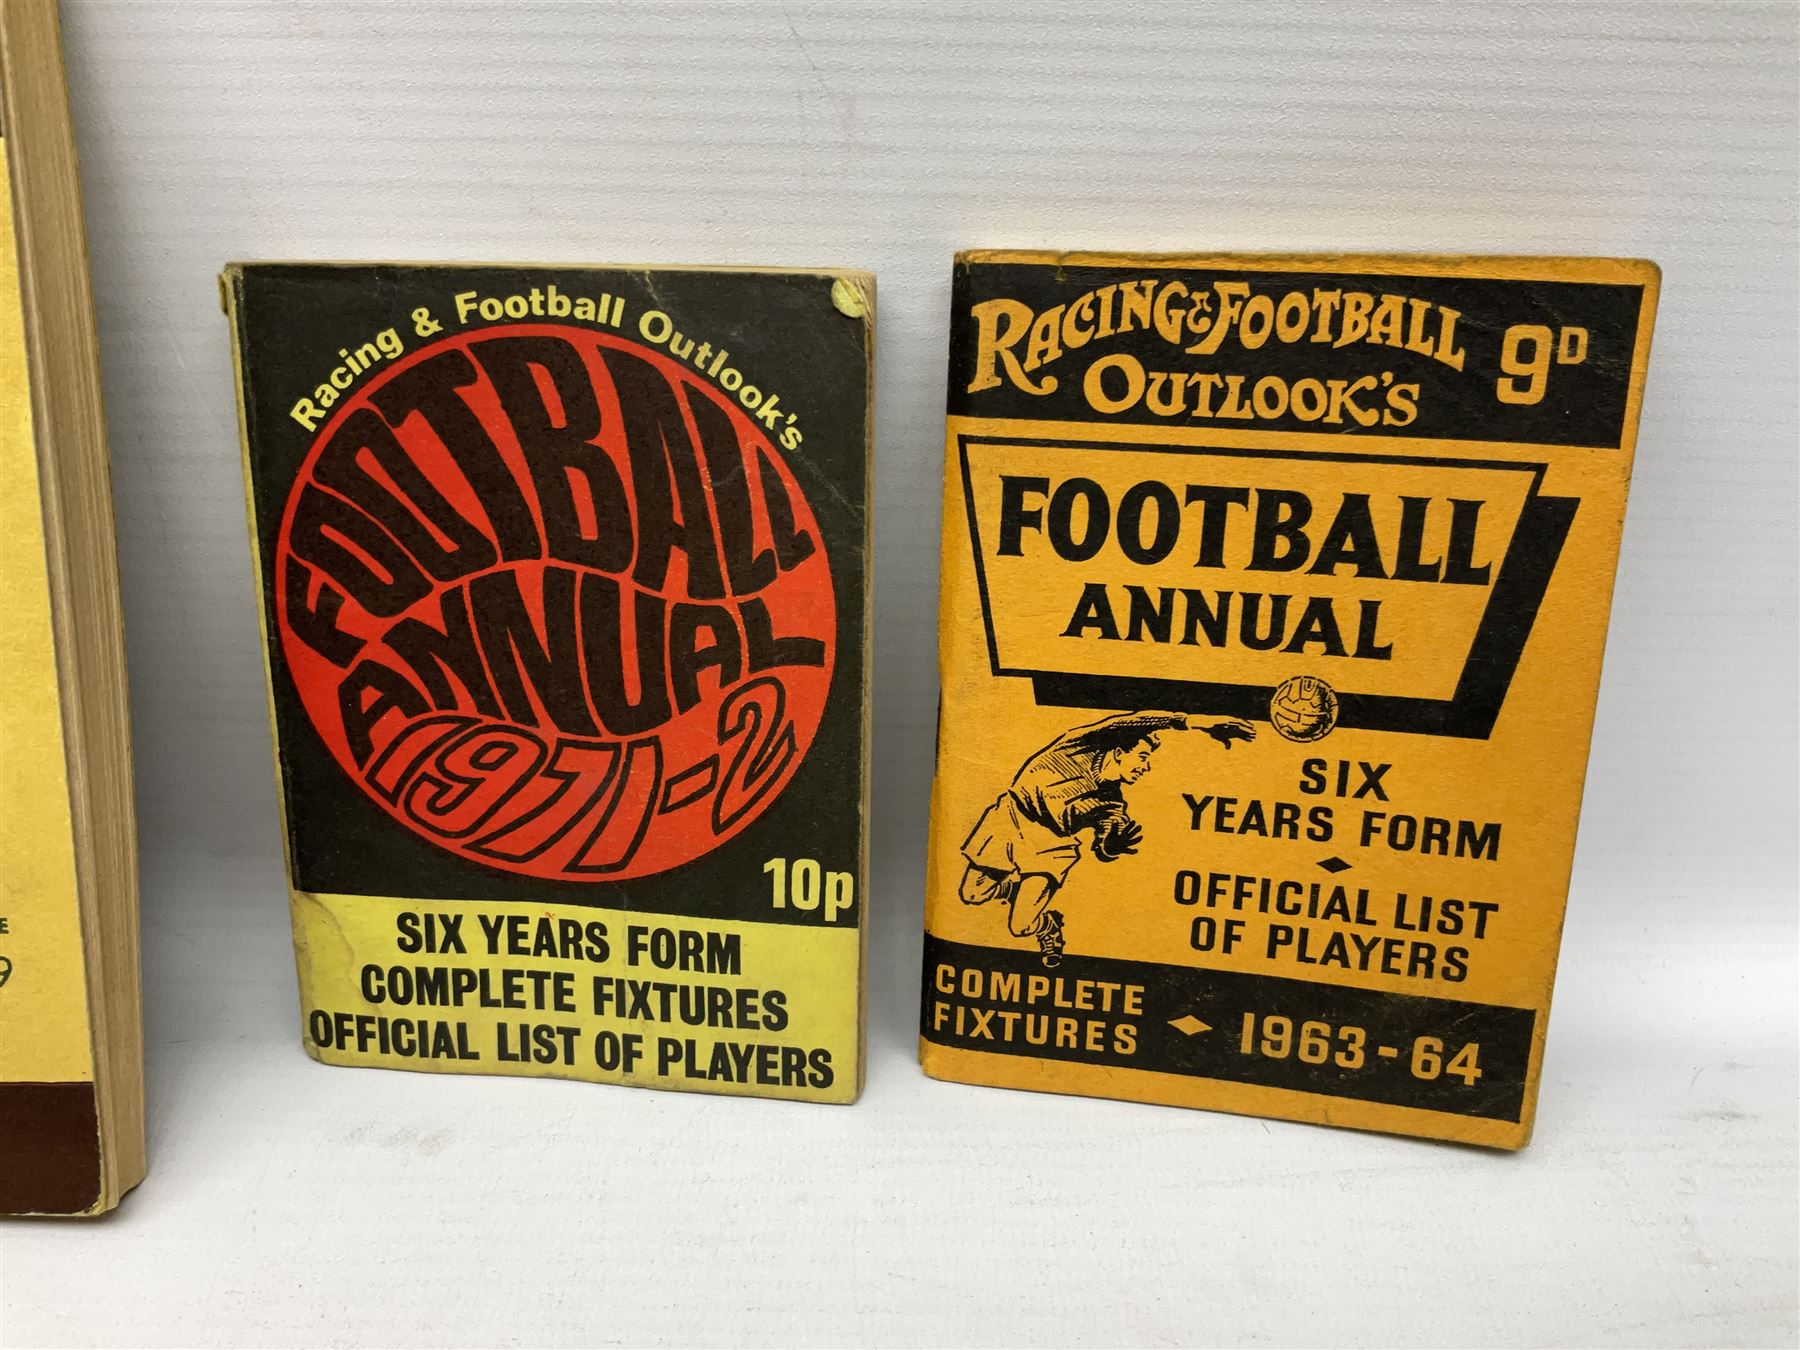 E
9
Racing & Football Outlook's
FOOTBALL
ANNUAL
1971-2
10p
SIX YEARS FORM
COMPLETE FIXTURES
OFFICIAL LIST OF PLAYERS
RACING & FOOTBALL
OUTLOOK'S
9D
FOOTBALL
ANNUAL
SIX
YEARS FORM
OFFICIAL LIST
OF PLAYERS
COMPLETE
FIXTURES
1963-64